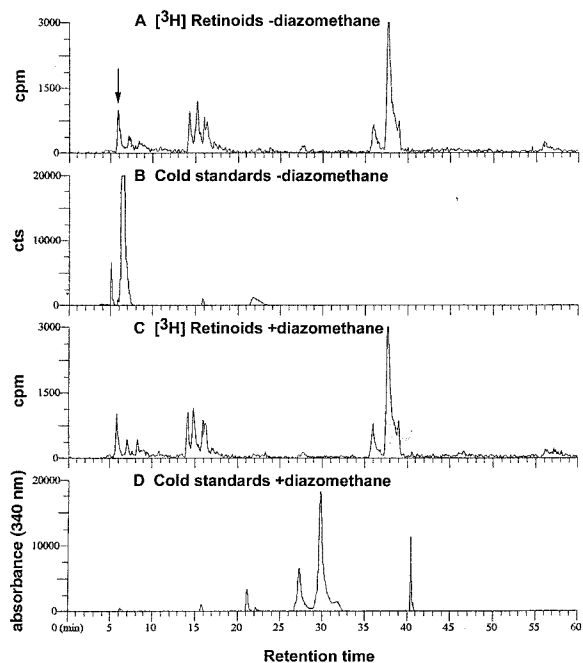 A [³H] Retinoids -diazomethane
3000
1500
0
cpm
B Cold standards -diazomethane
20000
10000
0
cts
C [³H] Retinoids +diazomethane
3000
1500
0
cpm
D Cold standards +diazomethane
20000
10000
0
absorbance (340 nm)
0 (min) 5 10 15 20 25 30 35 40 45 50 55 60
Retention time